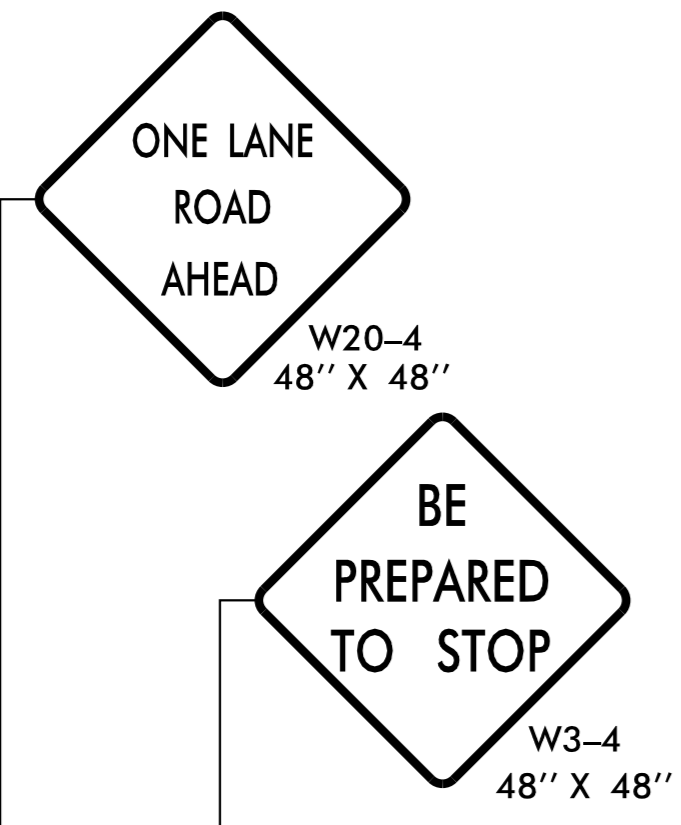 ONE LANE
ROAD
AHEAD
W20–4
48’’ X 48’’
BE
PREPARED
TO STOP
W3–4
48’’ X 48’’